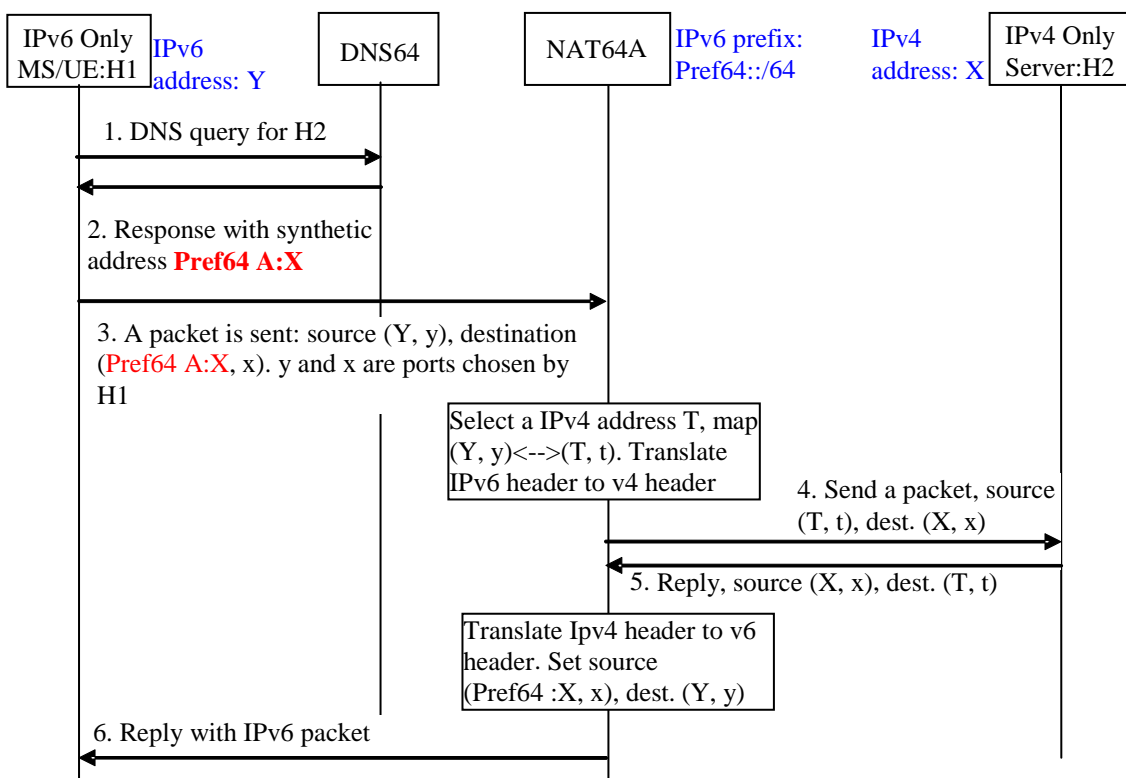 IPv6 Only
MS/UE:H1
IPv6
address: Y
DNS64
NAT64A
IPv6 prefix:
Pref64::/64
IPv4
address: X
IPv4 Only
Server:H2
1. DNS query for H2
2. Response with synthetic
address Pref64 A:X
3. A packet is sent: source (Y, y), destination
(Pref64 A:X, x). y and x are ports chosen by
H1
Select a IPv4 address T, map
(Y, y)<-->(T, t). Translate
IPv6 header to v4 header
4. Send a packet, source
(T, t), dest. (X, x)
5. Reply, source (X, x), dest. (T, t)
Translate Ipv4 header to v6
header. Set source
(Pref64 :X, x), dest. (Y, y)
6. Reply with IPv6 packet